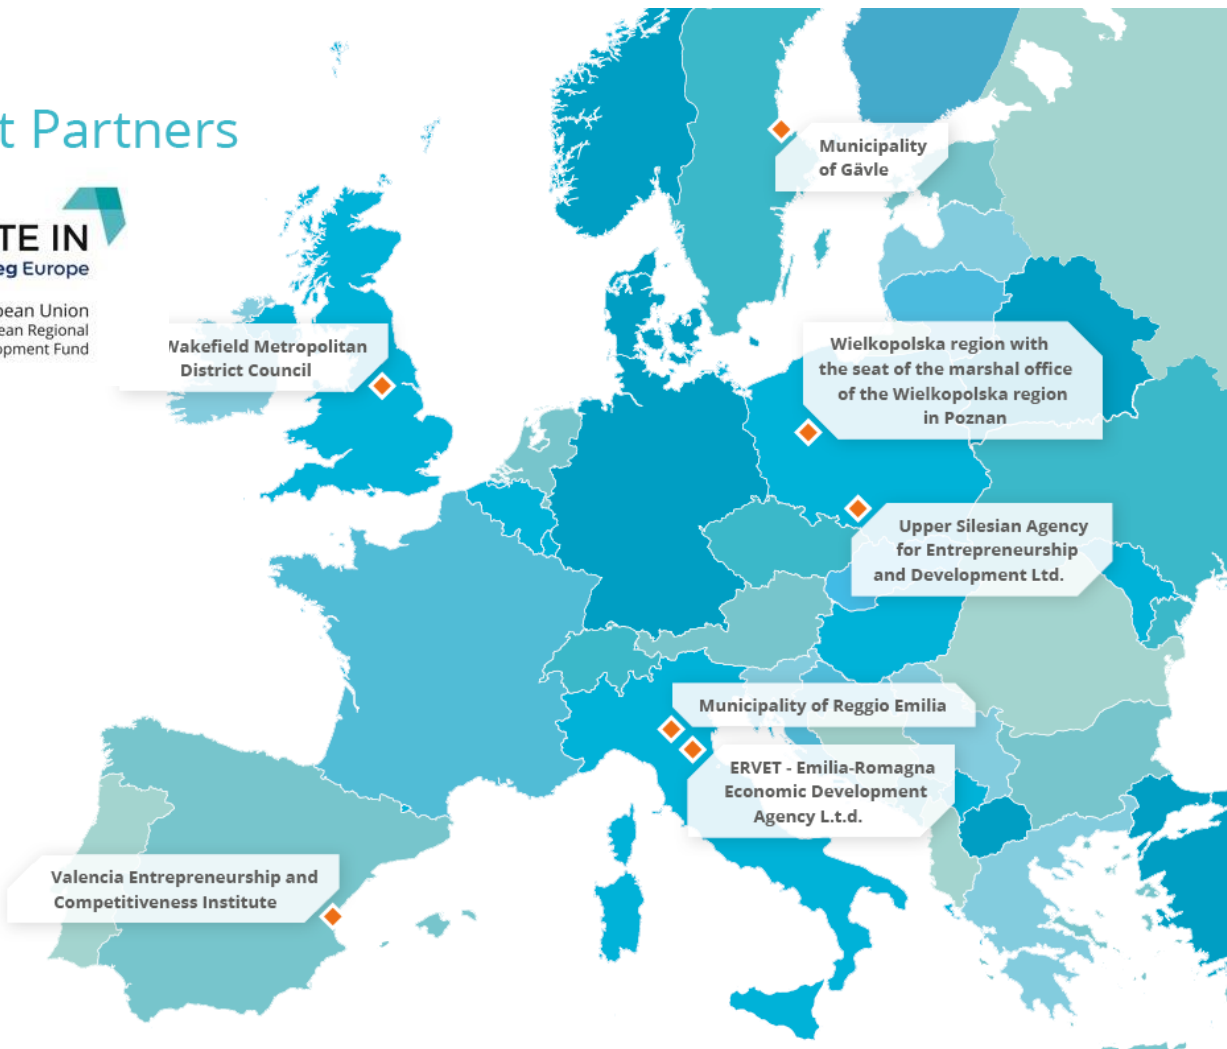 t Partners
TE IN
eg Europe
pean Union
ean Regional
opment Fund
Municipality
of Gävle
Wakefield Metropolitan
District Council
Wielkopolska region with
the seat of the marshal office
of the Wielkopolska region
in Poznan
Upper Silesian Agency
for Entrepreneurship
and Development Ltd.
Municipality of Reggio Emilia
ERVET - Emilia-Romagna
Economic Development
Agency L.t.d.
Valencia Entrepreneurship and
Competitiveness Institute